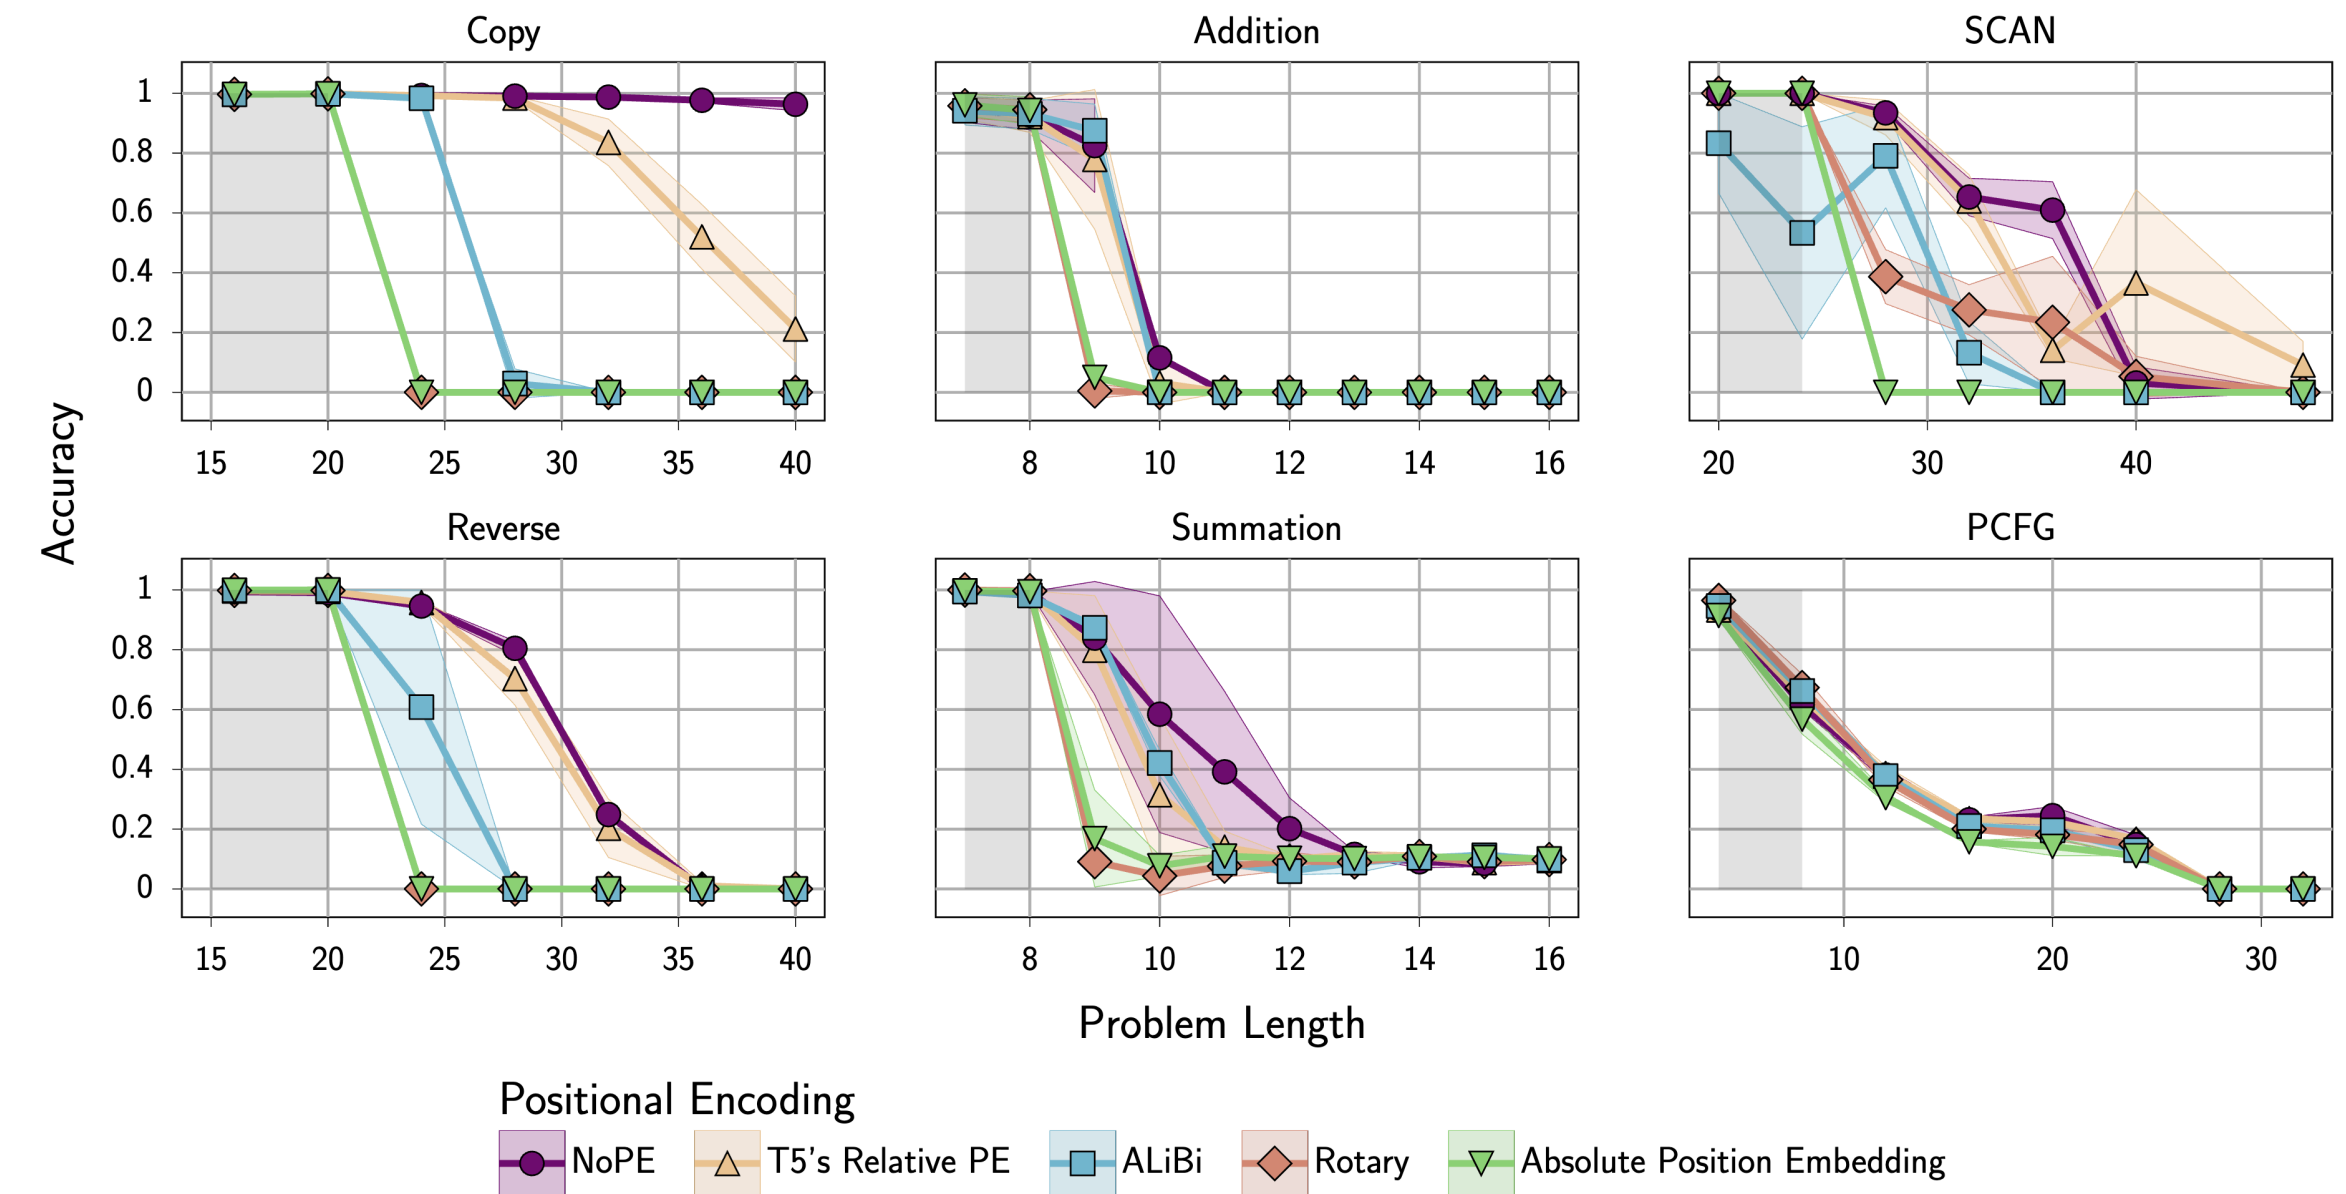 Copy
Addition
SCAN
1
0.8
0.6
0.4
0.2
0
15 20 25 30 35 40
8 10 12 14 16
20 30 40
Accuracy
Reverse
Summation
PCFG
1
0.8
0.6
0.4
0.2
0
15 20 25 30 35 40
8 10 12 14 16
10 20 30
Problem Length
Positional Encoding
NoPE T5's Relative PE ALiBi Rotary Absolute Position Embedding